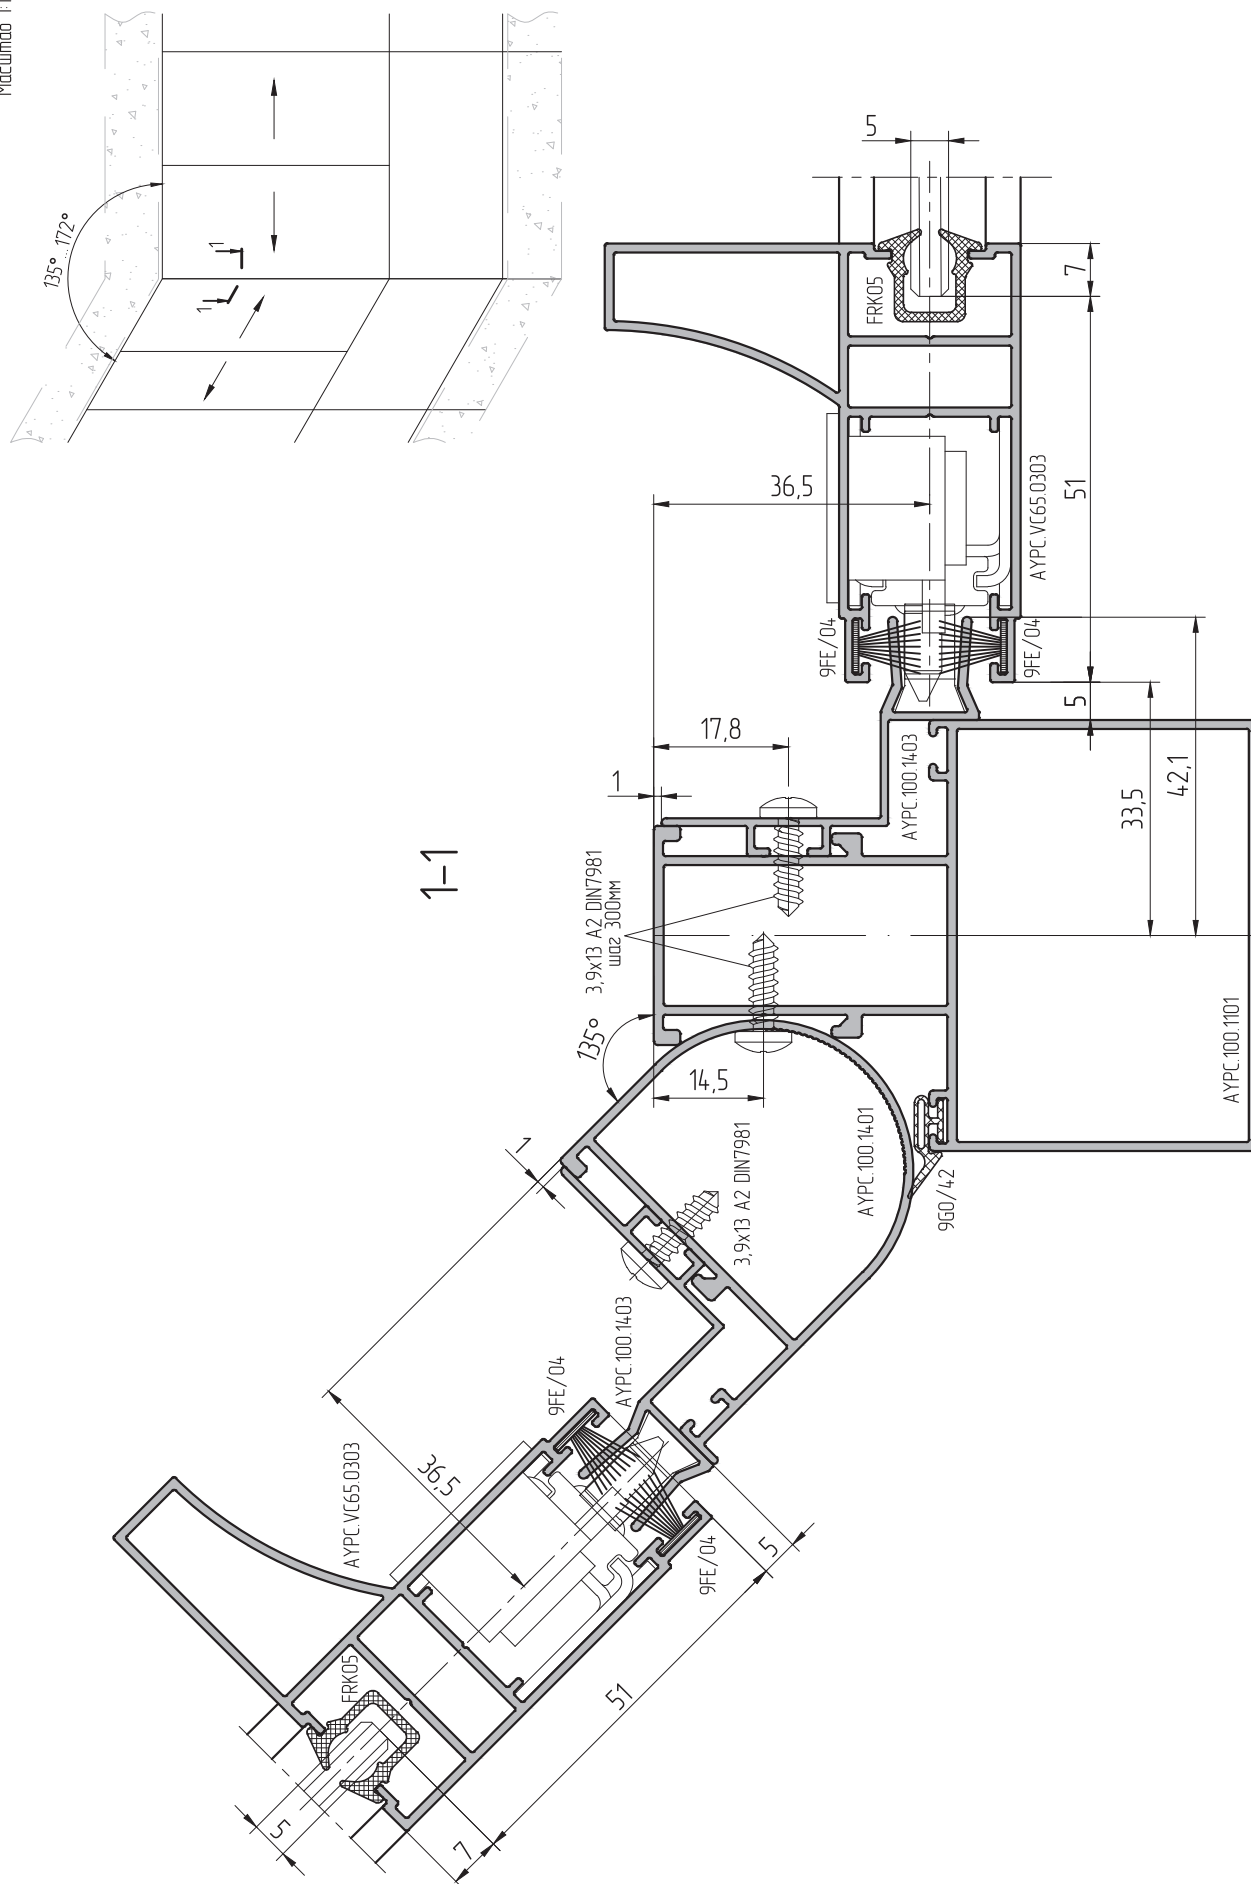 Масштаб 1:1
135°...172°
1
1
1-1
5
7
FRK05
51
36,5
AYPC.VC65.0303
9FE/04
9FE/04
5
17,8
1
AYPC.100.1403
42,1
33,5
3,9x13 A2 DIN7981
шаг 300мм
135°
14,5
AYPC.100.1101
AYPC.100.1401
9GO/42
3,9x13 A2 DIN7981
1
AYPC.100.1403
9FE/04
36,5
AYPC.VC65.0303
9FE/04
5
51
FRK05
5
7